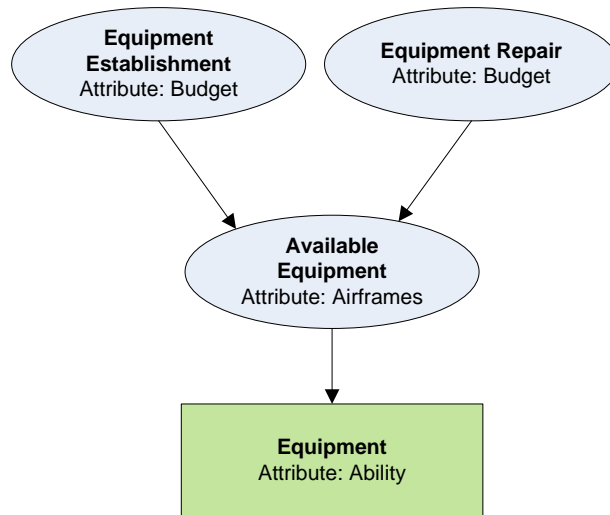 Equipment
Establishment
Attribute: Budget
Equipment Repair
Attribute: Budget
Available
Equipment
Attribute: Airframes
Equipment
Attribute: Ability